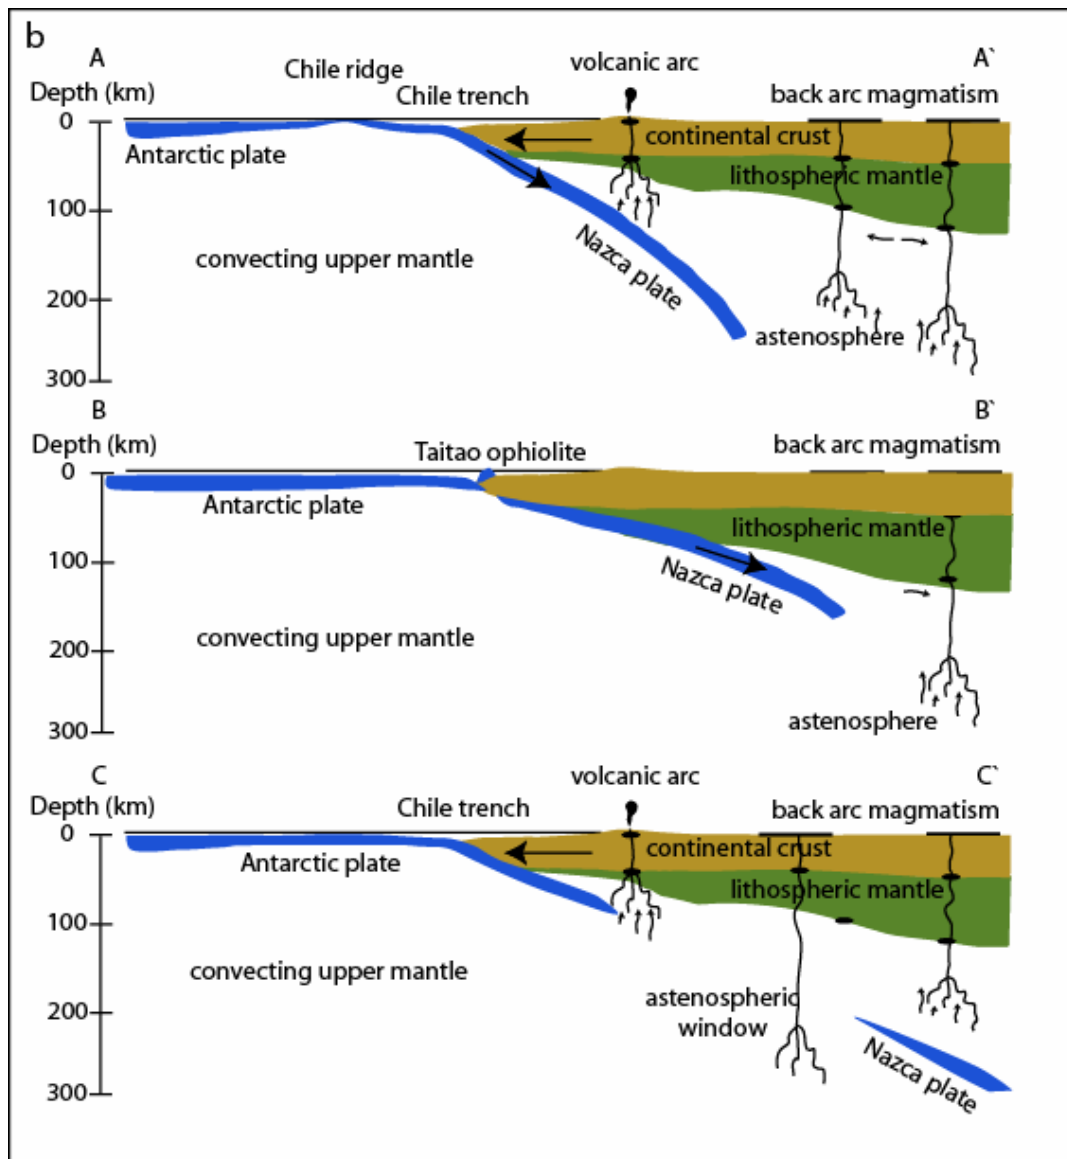 b
A
A`
Chile ridge
volcanic arc
Depth (km)
Chile trench
back arc magmatism
0
continental crust
Antarctic plate
lithospheric mantle
100
convecting upper mantle
Nazca plate
200
astenosphere
300
B
B`
Depth (km)
Taitao ophiolite
back arc magmatism
0
Antarctic plate
lithospheric mantle
100
Nazca plate
convecting upper mantle
200
astenosphere
300
C
volcanic arc
C`
Depth (km)
Chile trench
back arc magmatism
0
continental crust
Antarctic plate
lithospheric mantle
100
convecting upper mantle
astenospheric
window
200
Nazca plate
300